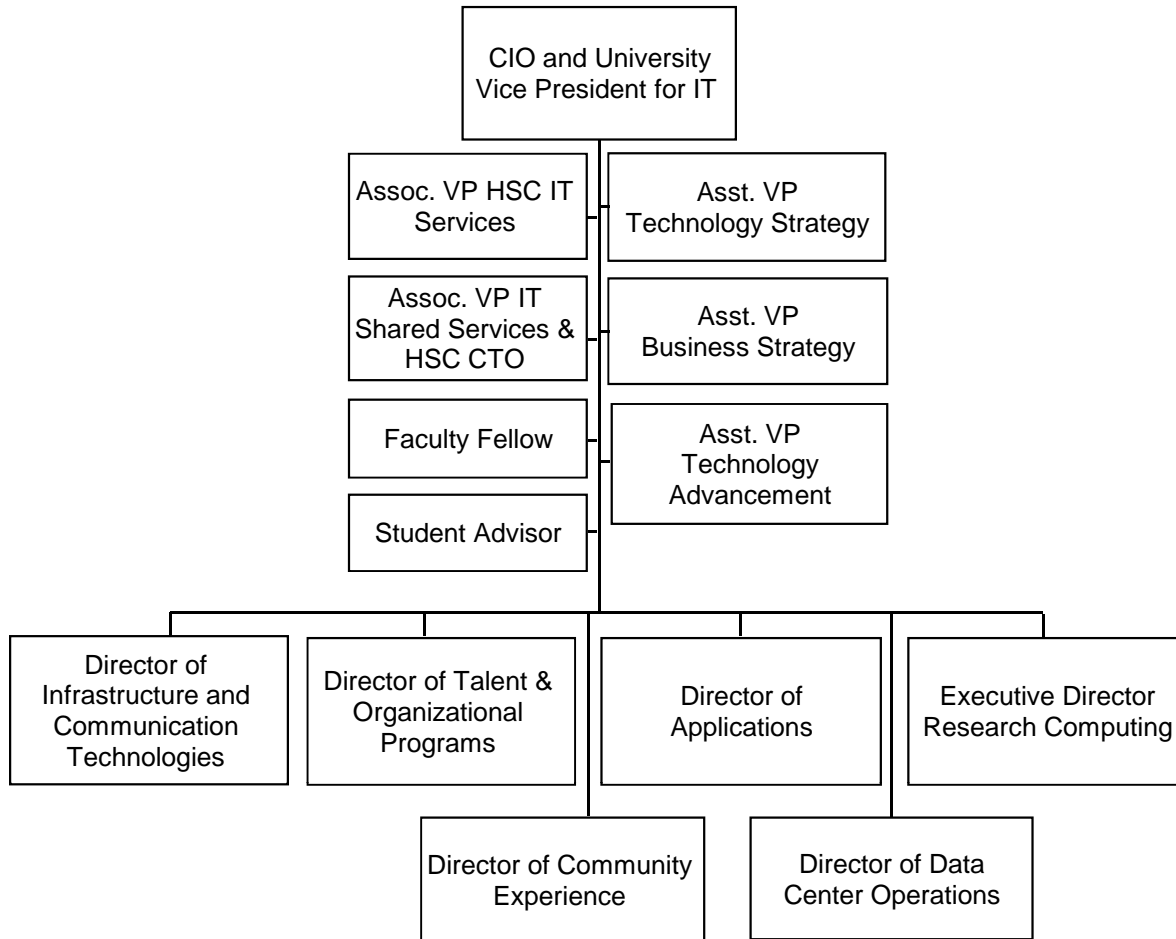 CIO and University
Vice President for IT
Assoc. VP HSC IT
Services
Asst. VP
Technology Strategy
Assoc. VP IT
Shared Services &
HSC CTO
Asst. VP
Business Strategy
Faculty Fellow
Asst. VP
Technology
Advancement
Student Advisor
Director of
Infrastructure and
Communication
Technologies
Director of Talent &
Organizational
Programs
Director of
Applications
Executive Director
Research Computing
Director of Community
Experience
Director of Data
Center Operations